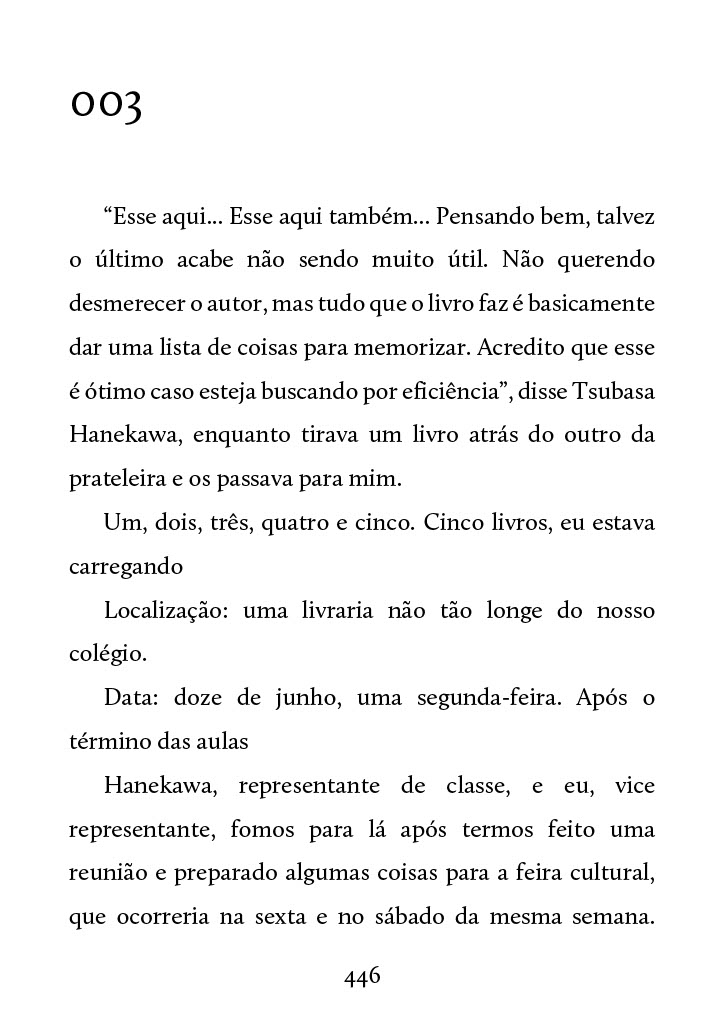 003
“Esse aqui... Esse aqui também... Pensando bem, talvez
o último acabe não sendo muito útil. Não querendo
desmerecer o autor, mas tudo que o livro faz é basicamente
dar uma lista de coisas para memorizar. Acredito que esse
é ótimo caso esteja buscando por eficiência”, disse Tsubasa
Hanekawa, enquanto tirava um livro atrás do outro da
prateleira e os passava para mim.
Um, dois, três, quatro e cinco. Cinco livros, eu estava
carregando
Localização: uma livraria não tão longe do nosso
colégio.
Data: doze de junho, uma segunda-feira. Após o
término das aulas
Hanekawa, representante de classe, e eu, vice
representante, fomos para lá após termos feito uma
reunião e preparado algumas coisas para a feira cultural,
que ocorreria na sexta e no sábado da mesma semana.
446